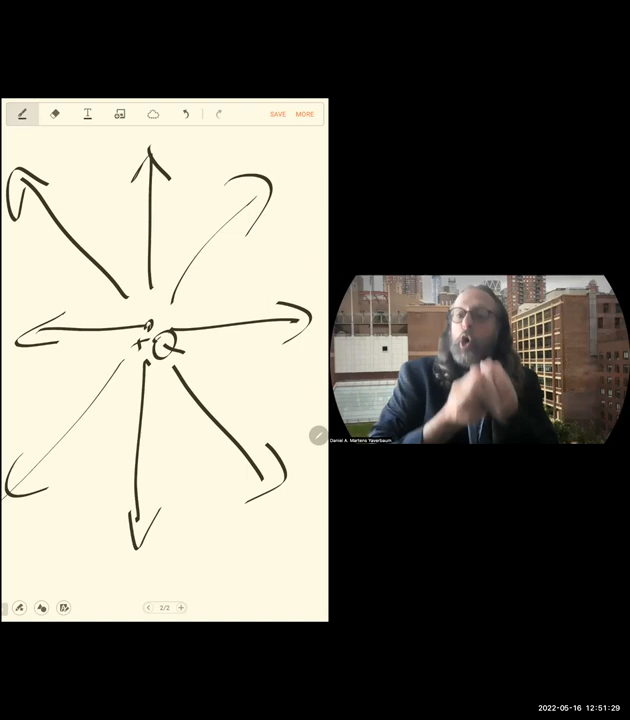 T
SAVE
MORE
+Q
Daniel A. Martens Yaverbaum
2/2
2022-05-16 12:51:29